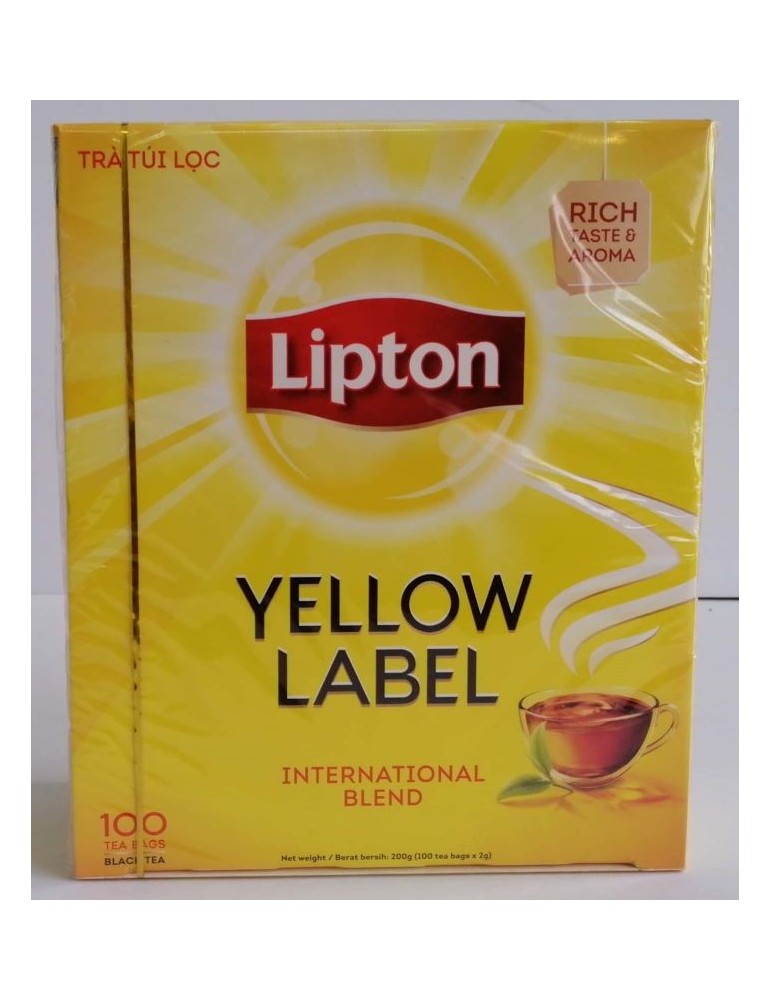 TRÀ TÚI LỌC
RICH
TASTE &
AROMA
Lipton
YELLOW
LABEL
INTERNATIONAL
BLEND
100
TEA BAGS
BLACK TEA
Net weight / Berat bersih: 200g (100 tea bags x 2g)